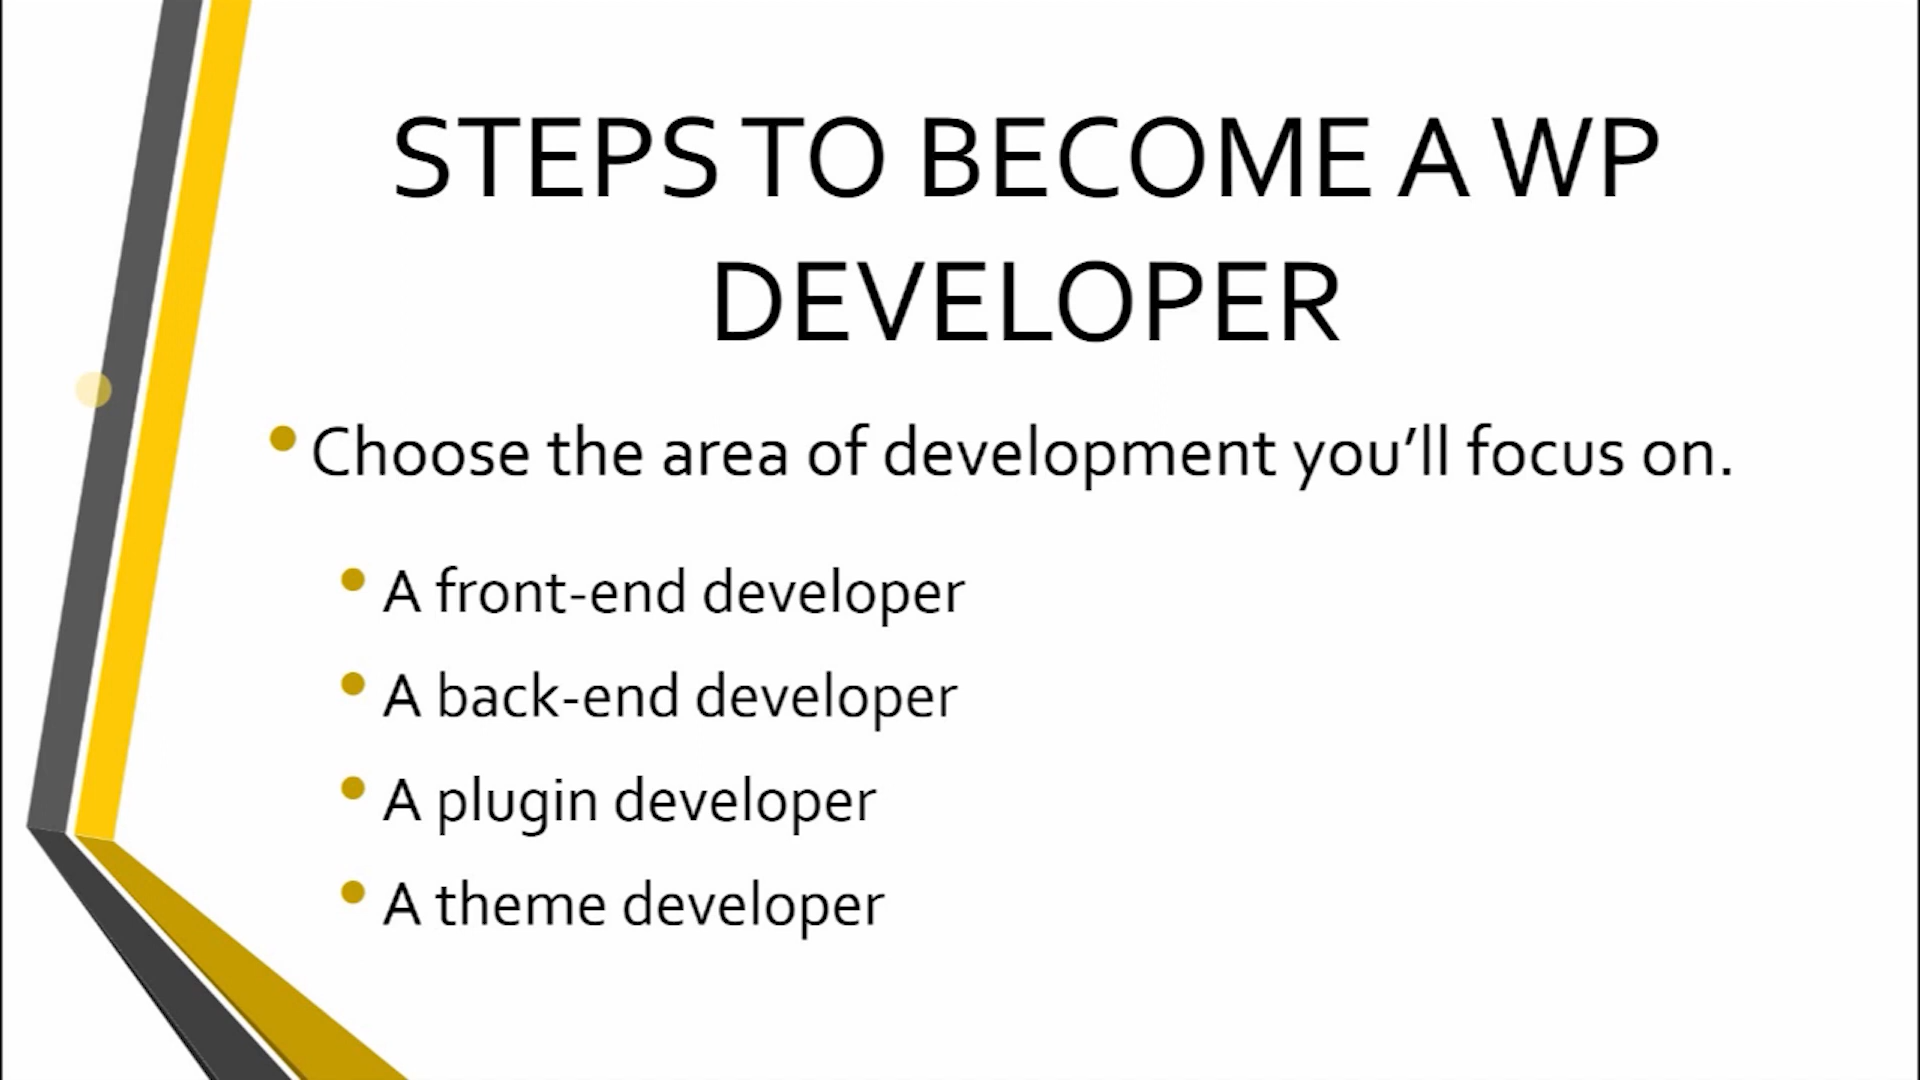 STEPS TO BECOME A WP
DEVELOPER
• Choose the area of development you’ll focus on.
• A front-end developer
• A back-end developer
• A plugin developer
• A theme developer